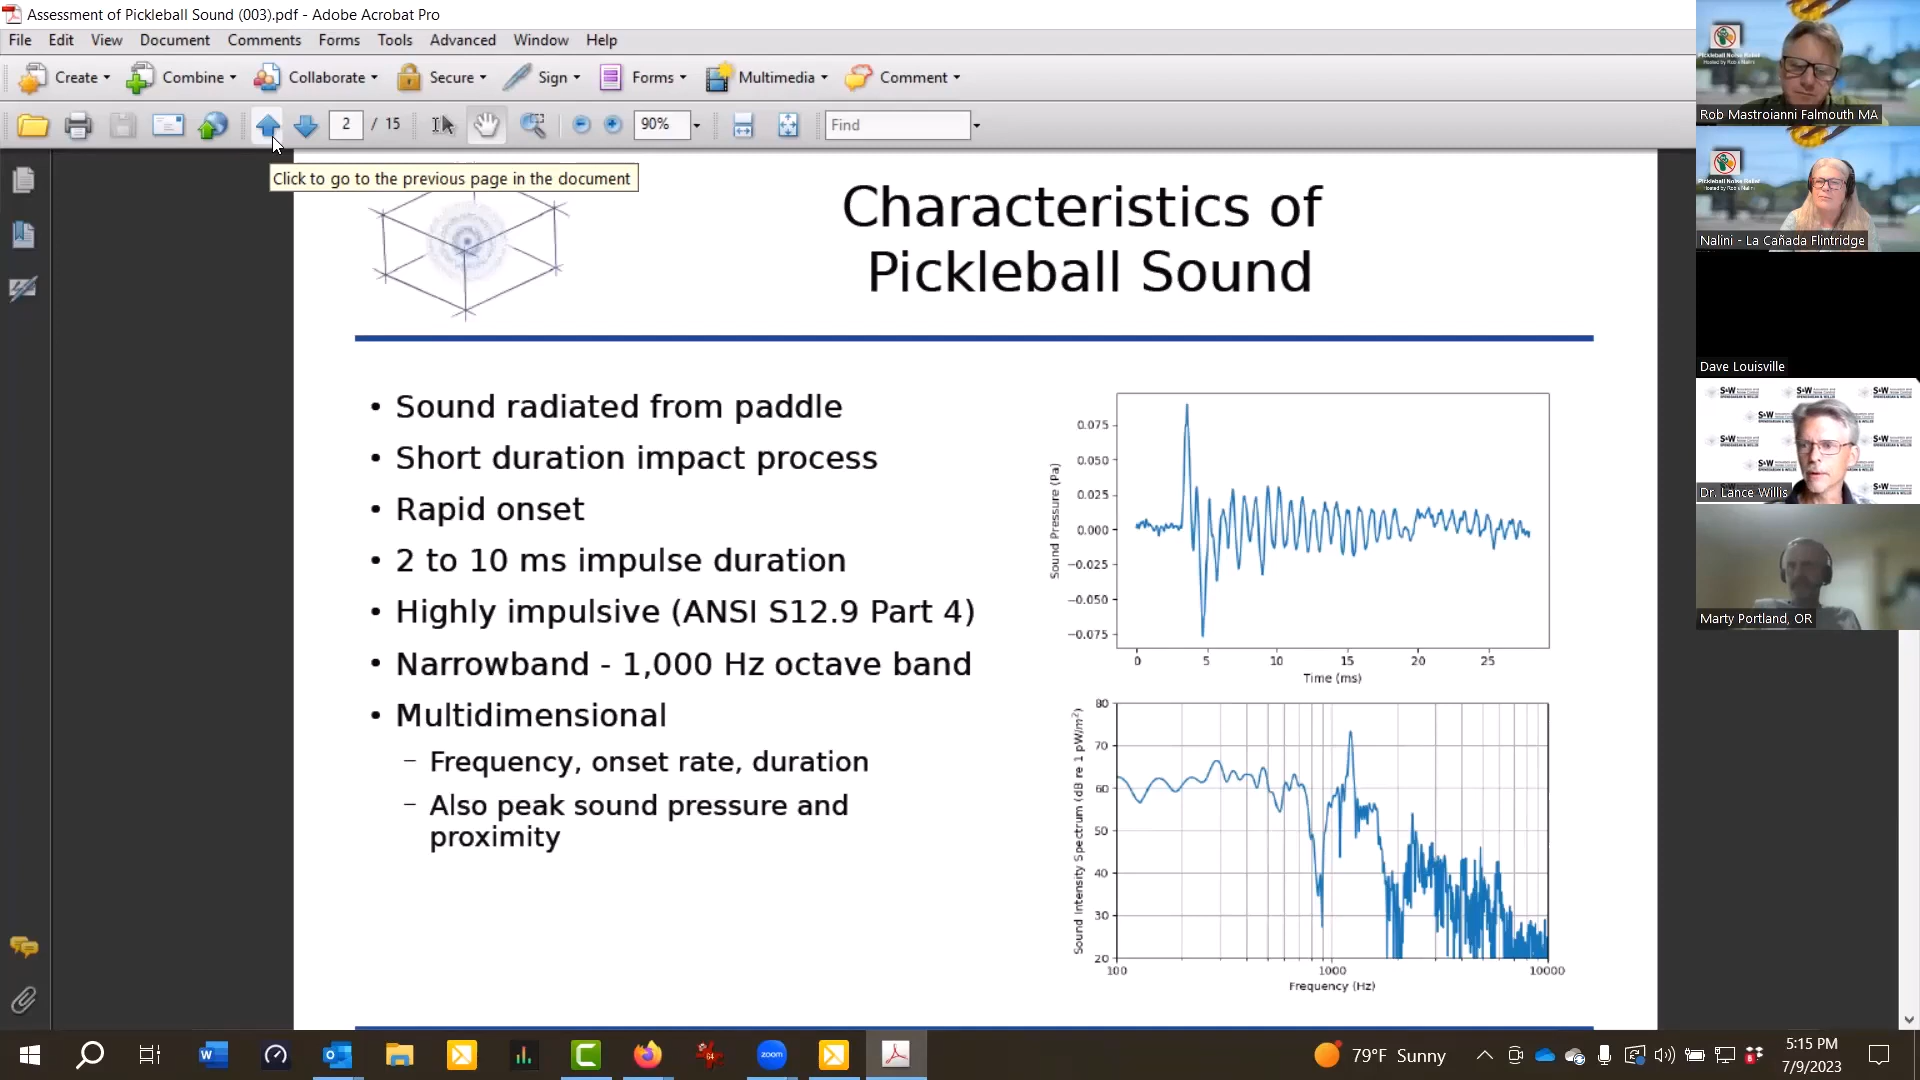 Assessment of Pickleball Sound (003).pdf - Adobe Acrobat Pro
File Edit View Document Comments Forms Tools Advanced Window Help
Create Combine Collaborate Secure Sign Forms Multimedia Comment
2 / 15 90% Find
Click to go to the previous page in the document
Characteristics of
Pickleball Sound
• Sound radiated from paddle
• Short duration impact process
• Rapid onset
• 2 to 10 ms impulse duration
• Highly impulsive (ANSI S12.9 Part 4)
• Narrowband - 1,000 Hz octave band
• Multidimensional
– Frequency, onset rate, duration
– Also peak sound pressure and
proximity
Sound Pressure (Pa)
0.075
0.050
0.025
0.000
−0.025
−0.050
−0.075
0 5 10 15 20 25
Time (ms)
Sound Intensity Spectrum (dB re 1 pW/m²)
80
70
60
50
40
30
20
100 1000 10000
Frequency (Hz)
Pickleball Noise Relief
Rob Mastroianni Falmouth MA
Pickleball Noise Relief
Nalini - La Cañada Flintridge
Dave Louisville
S&W S&W S&W
S&W
S&W S&W
S&W
Dr. Lance Willis
Marty Portland, OR
zoom
79°F Sunny
5:15 PM
7/9/2023